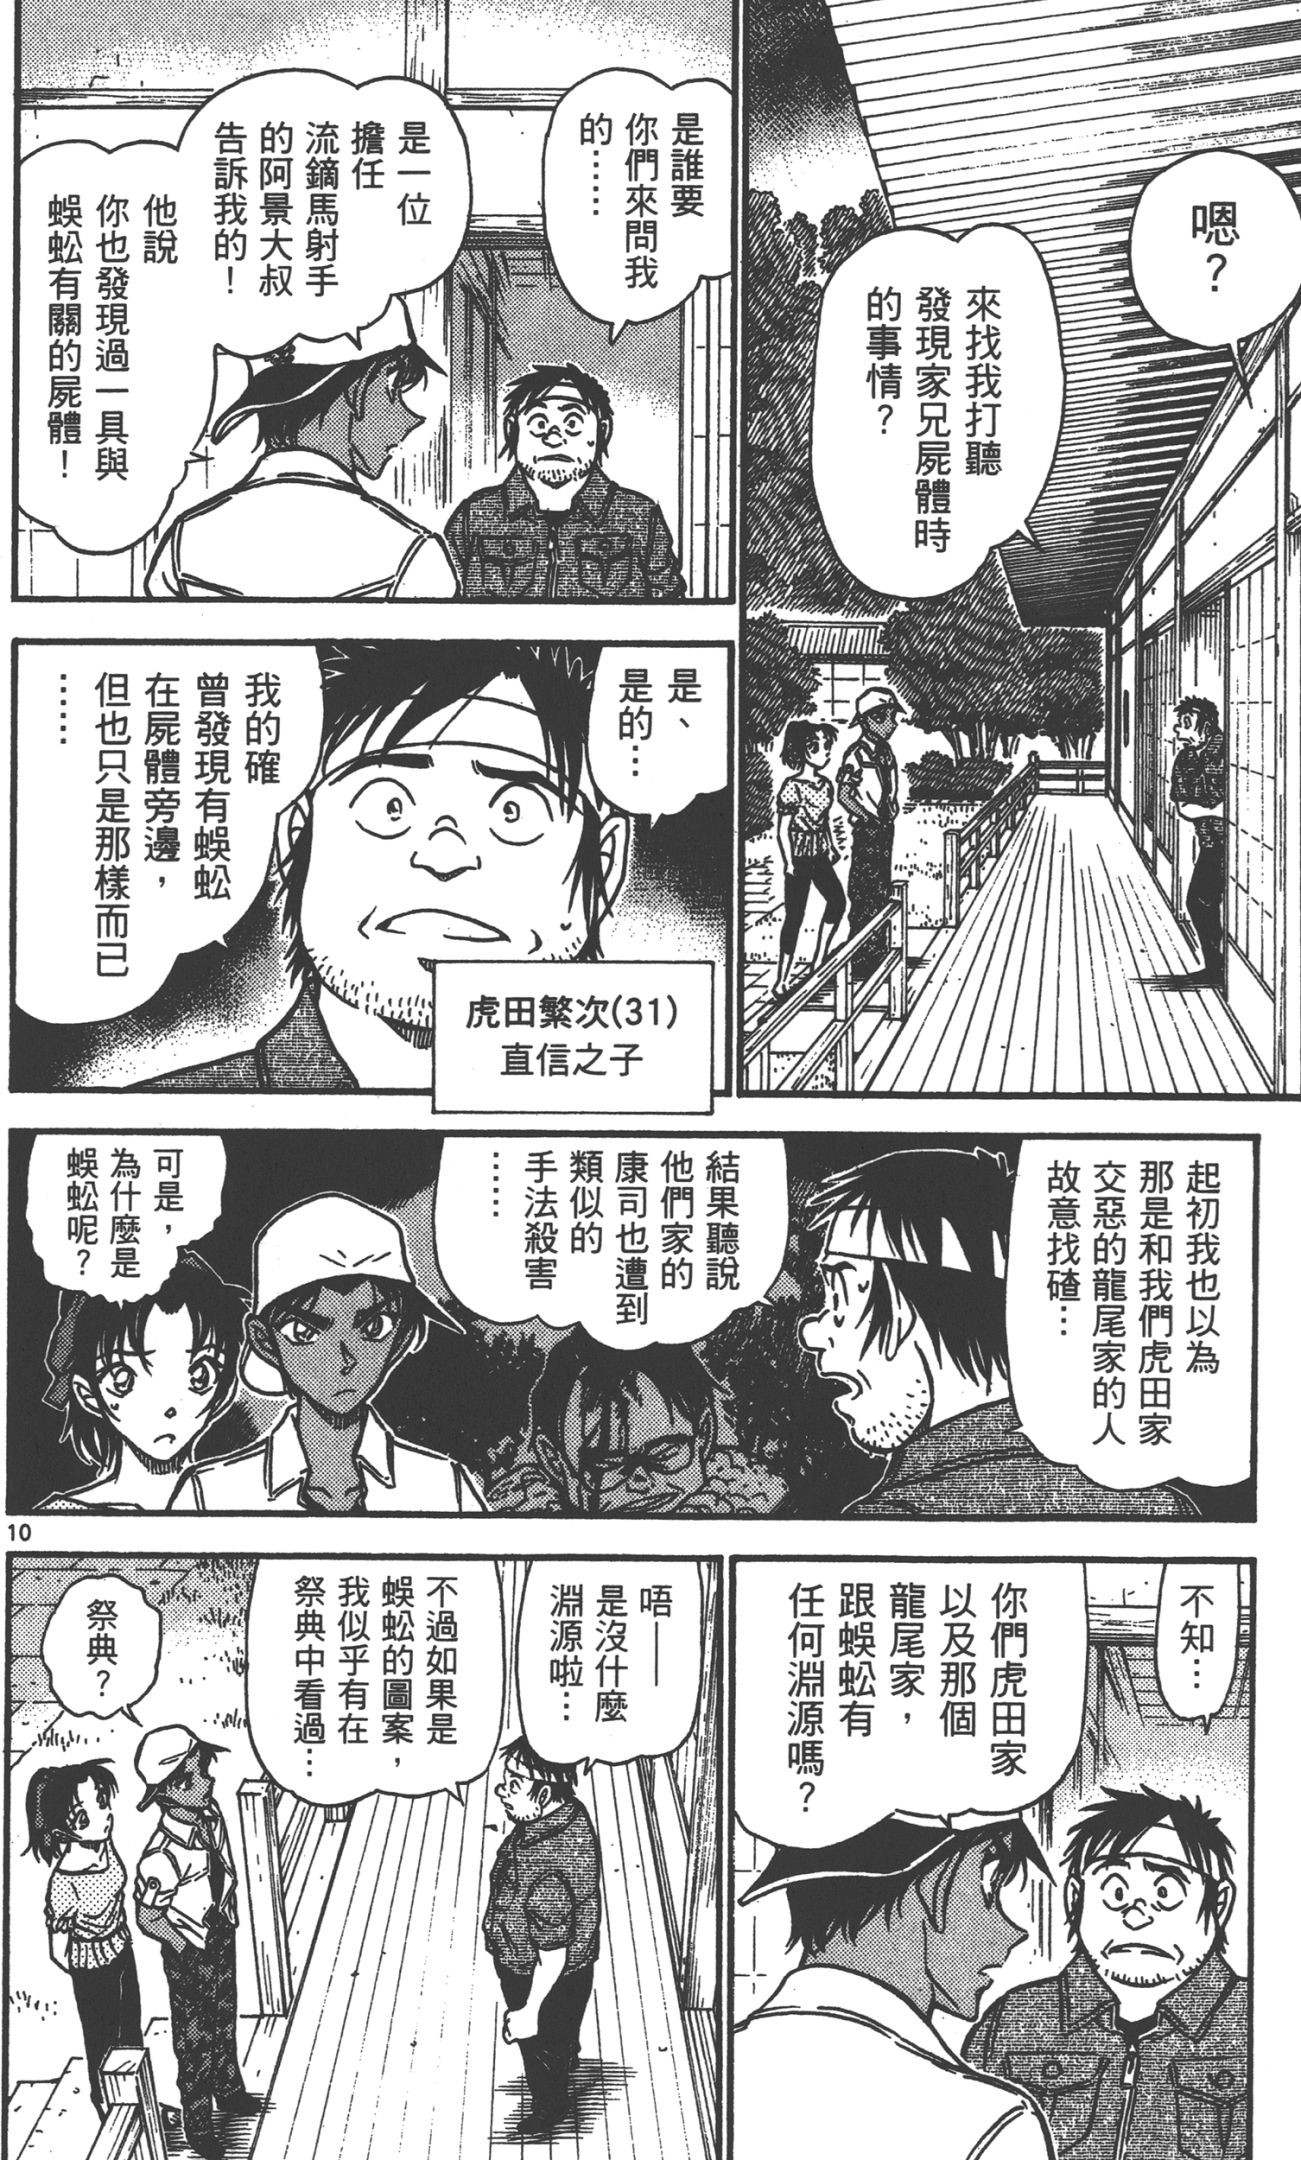 嗯？
來找我打聽
發現家兄屍體時
的事情？
是誰要
你們來問我
的……
是一位
擔任
流鏑馬射手
的阿景大叔
告訴我的！
他說
你也發現過一具與
蜈蚣有關的屍體！
是、
是的…
我的確
曾發現有蜈蚣
在屍體旁邊，
但也只是那樣而已
……
虎田繁次(31)
直信之子
起初我也以為
那是和我們虎田家
交惡的龍尾家的人
故意找碴…
結果聽說
他們家的
康司也遭到
類似的
手法殺害
……
可是，
為什麼是
蜈蚣呢？
10
不知…
你們虎田家
以及那個
龍尾家，
跟蜈蚣有
任何淵源嗎？
唔——
是沒什麼
淵源啦…
不過如果是
蜈蚣的圖案，
我似乎有在
祭典中看過…
祭典？